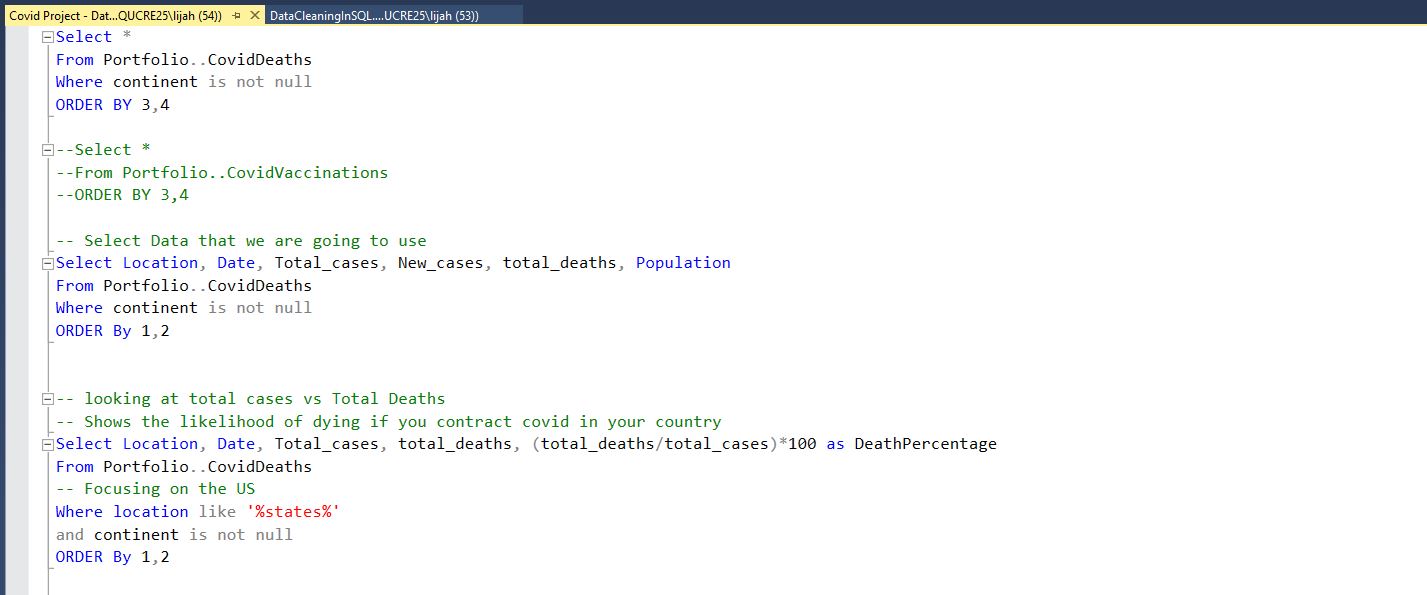 Covid Project - Dat...QUCRE25\lijah (54))
DataCleaningInSQL....UCRE25\lijah (53))
Select *
From Portfolio..CovidDeaths
Where continent is not null
ORDER BY 3,4
--Select *
--From Portfolio..CovidVaccinations
--ORDER BY 3,4
-- Select Data that we are going to use
Select Location, Date, Total_cases, New_cases, total_deaths, Population
From Portfolio..CovidDeaths
Where continent is not null
ORDER By 1,2
-- looking at total cases vs Total Deaths
-- Shows the likelihood of dying if you contract covid in your country
Select Location, Date, Total_cases, total_deaths, (total_deaths/total_cases)*100 as DeathPercentage
From Portfolio..CovidDeaths
-- Focusing on the US
Where location like '%states%'
and continent is not null
ORDER By 1,2